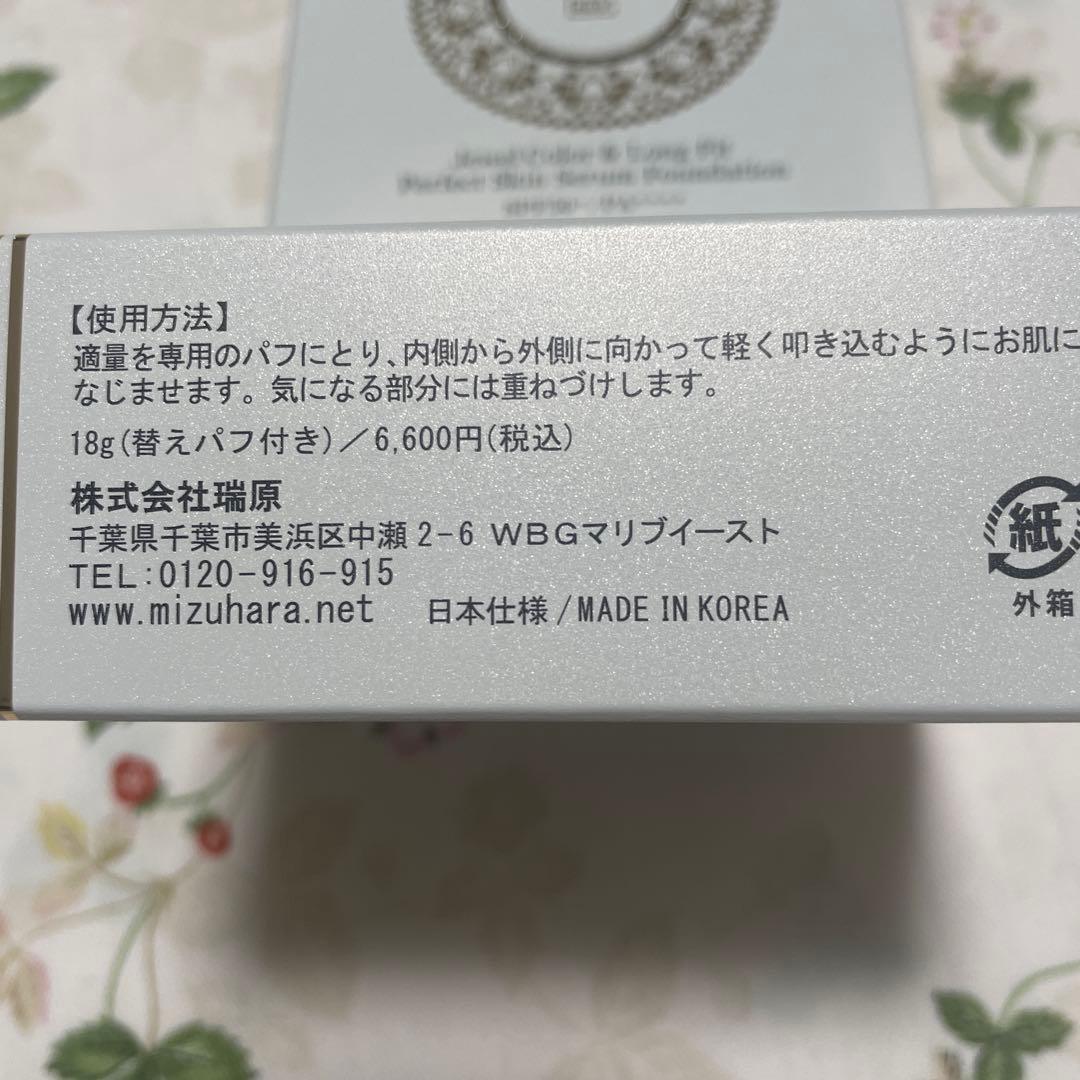 Perfect Skin Serum Foundation
【使用方法】
適量を専用のパフにとり、内側から外側に向かって軽く叩き込むようにお肌に
なじませます。気になる部分には重ねづけします。
18g(替えパフ付き)／6,600円(税込)
株式会社瑞原
千葉県千葉市美浜区中瀬2-6 WBGマリブイースト
TEL:0120-916-915
www.mizuhara.net 日本仕様/MADE IN KOREA
紙
外箱